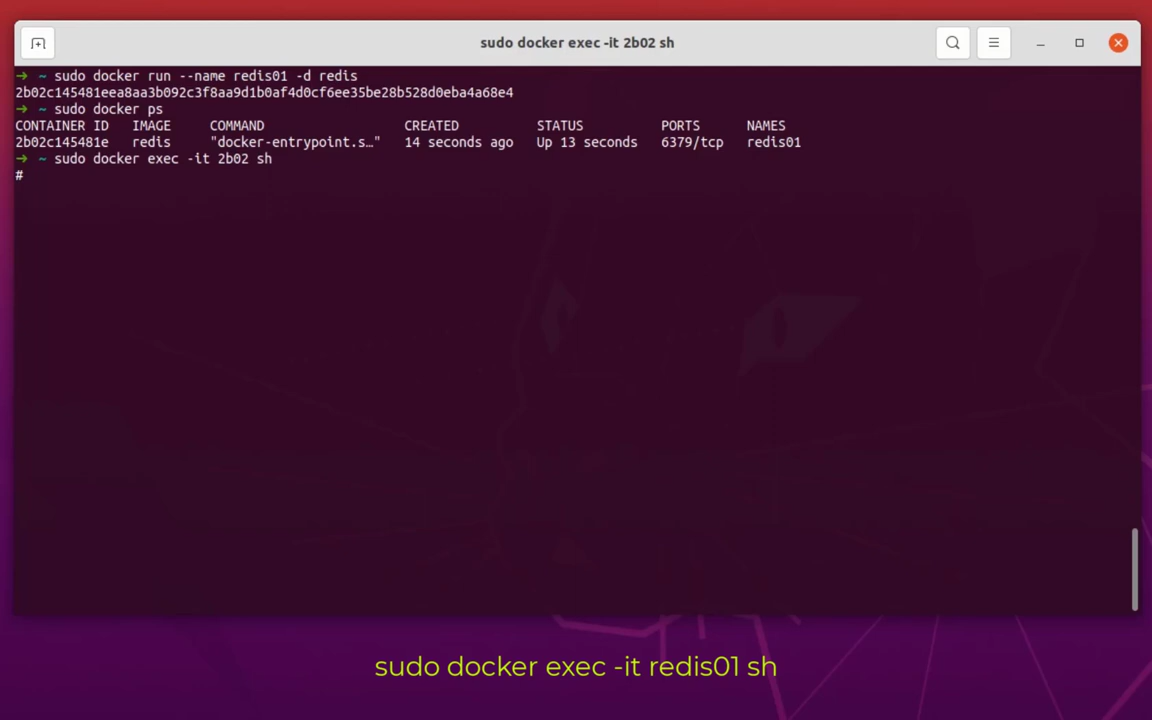 sudo docker exec -it 2b02 sh
➜ ~ sudo docker run --name redis01 -d redis
2b02c145481eea8aa3b092c3f8aa9d1b0af4d0cf6ee35be28b528d0eba4a68e4
➜ ~ sudo docker ps
CONTAINER ID IMAGE COMMAND CREATED STATUS PORTS NAMES
2b02c145481e redis "docker-entrypoint.s…" 14 seconds ago Up 13 seconds 6379/tcp redis01
➜ ~ sudo docker exec -it 2b02 sh
#
sudo docker exec -it redis01 sh